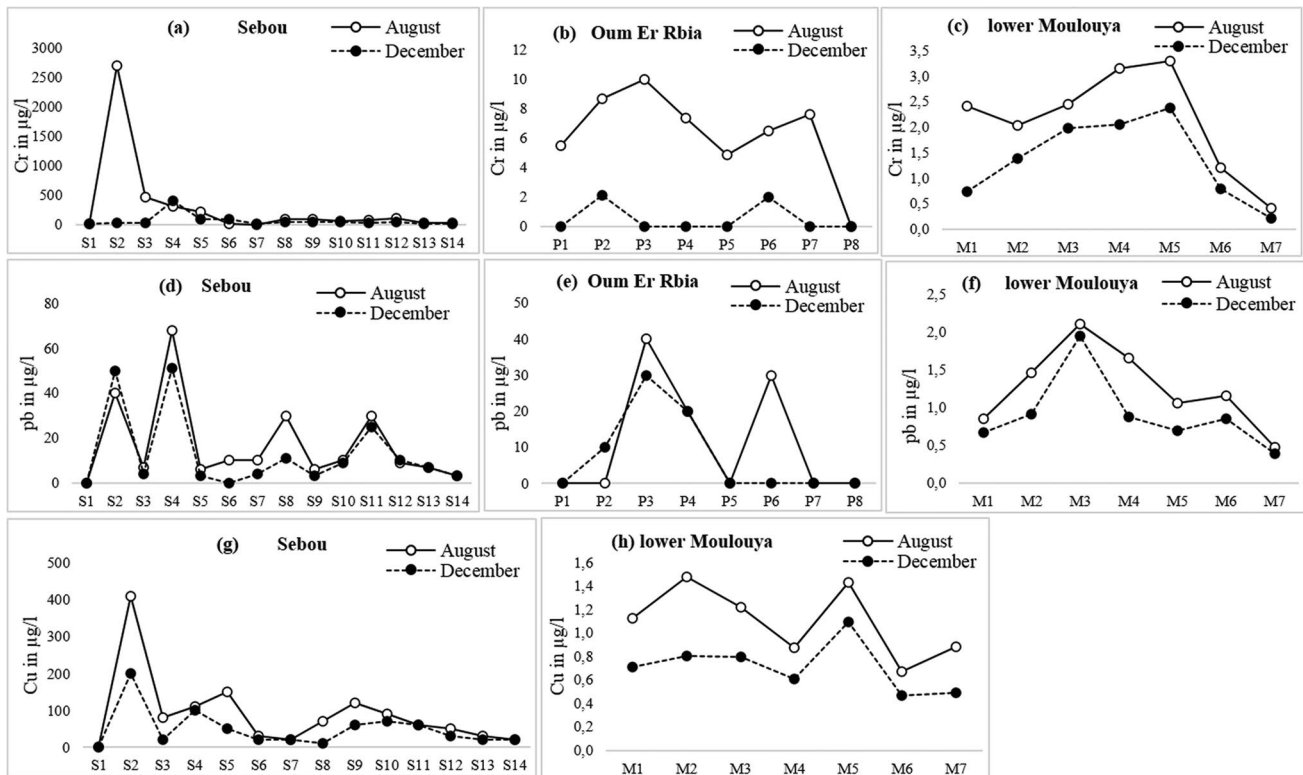 (a) Sebou
August
December
3000
2500
2000
1500
1000
500
0
Cr in µg/l
S1 S2 S3 S4 S5 S6 S7 S8 S9 S10 S11 S12 S13 S14
(b) Oum Er Rbia
August
December
12
10
8
6
4
2
0
Cr in µg/l
P1 P2 P3 P4 P5 P6 P7 P8
(c) lower Moulouya
August
December
3,5
3,0
2,5
2,0
1,5
1,0
0,5
0,0
Cr in µg/l
M1 M2 M3 M4 M5 M6 M7
(d) Sebou
August
December
80
60
40
20
0
pb in µg/l
S1 S2 S3 S4 S5 S6 S7 S8 S9 S10 S11 S12 S13 S14
(e) Oum Er Rbia
August
December
50
40
30
20
10
0
pb in µg/l
P1 P2 P3 P4 P5 P6 P7 P8
(f) lower Moulouya
August
December
2,5
2,0
1,5
1,0
0,5
0,0
pb in µg/l
M1 M2 M3 M4 M5 M6 M7
(g) Sebou
August
December
500
400
300
200
100
0
Cu in µg/l
S1 S2 S3 S4 S5 S6 S7 S8 S9 S10 S11 S12 S13 S14
(h) lower Moulouya
August
December
1,6
1,4
1,2
1,0
0,8
0,6
0,4
0,2
0,0
Cu in µg/l
M1 M2 M3 M4 M5 M6 M7